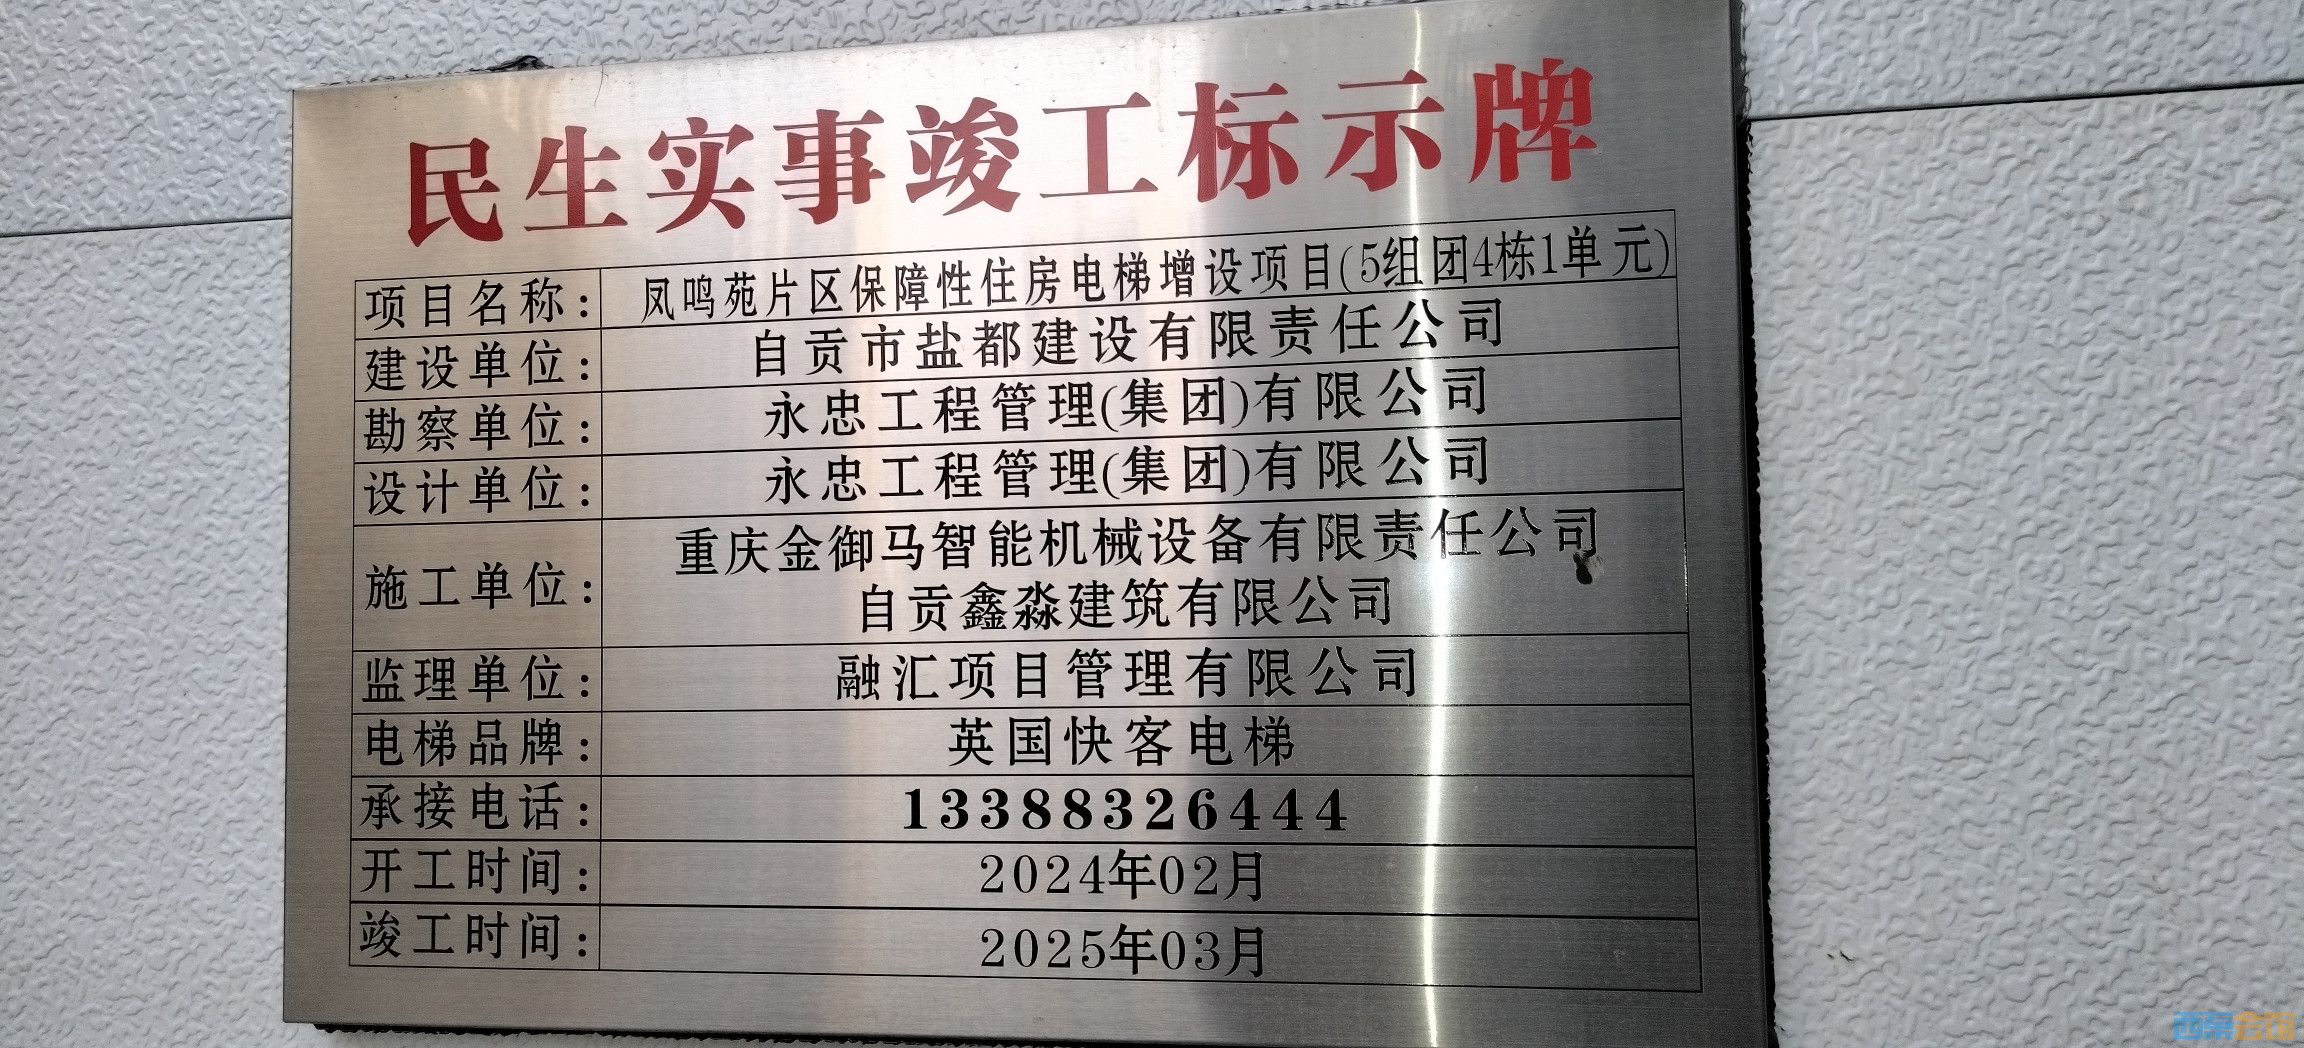 民生实事竣工标示牌
项目名称: 凤鸣苑片区保障性住房电梯增设项目(5组团4栋1单元)
建设单位: 自贡市盐都建设有限责任公司
勘察单位: 永忠工程管理(集团)有限公司
设计单位: 永忠工程管理(集团)有限公司
施工单位: 重庆金御马智能机械设备有限责任公司
自贡鑫淼建筑有限公司
监理单位: 融汇项目管理有限公司
电梯品牌: 英国快客电梯
承接电话: 13388326444
开工时间: 2024年02月
竣工时间: 2025年03月
西祠会馆